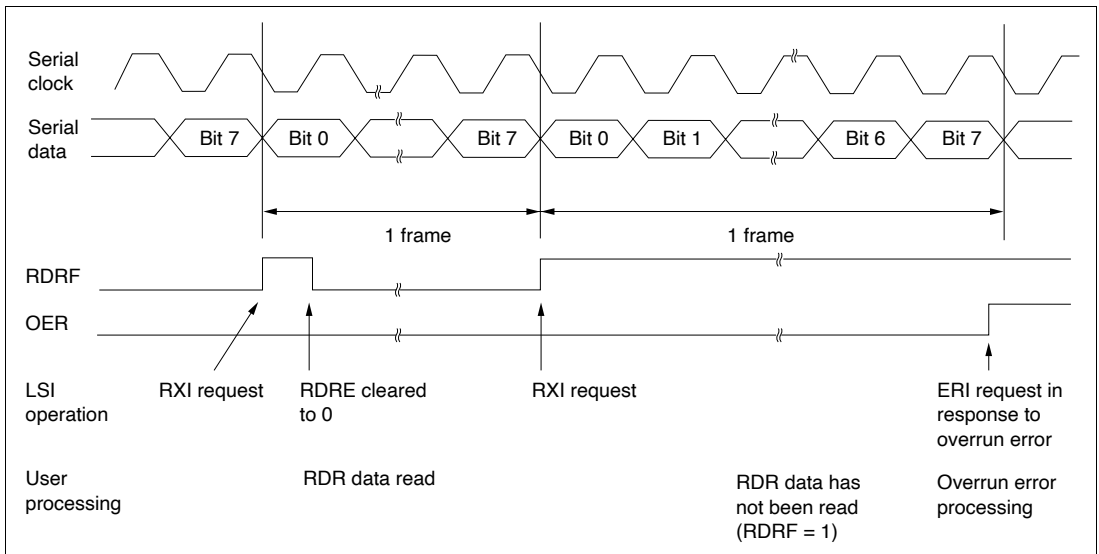 Serial
clock
Serial
data
Bit 7 Bit 0 Bit 7 Bit 0 Bit 1 Bit 6 Bit 7
1 frame 1 frame
RDRF
OER
LSI
operation
RXI request
RDRE cleared
to 0
RXI request
ERI request in
response to
overrun error
User
processing
RDR data read
RDR data has
not been read
(RDRF = 1)
Overrun error
processing